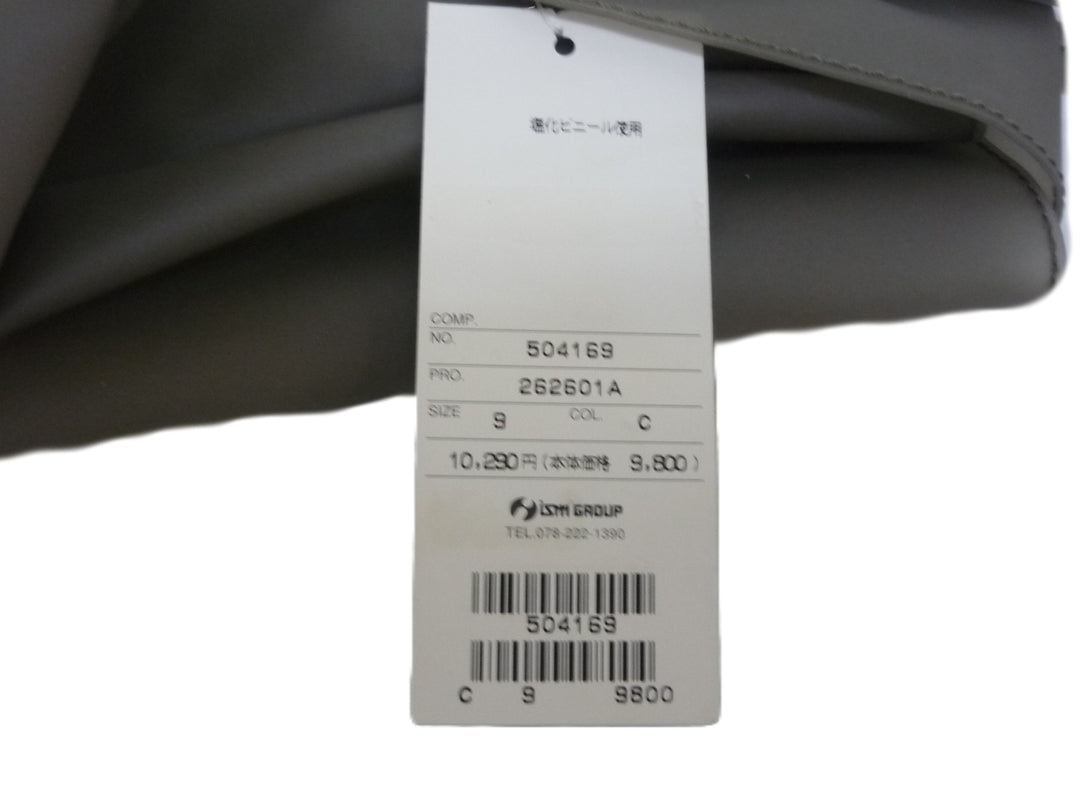 塩化ビニール使用
COMP.
NO. 504169
PRO. 262601A
SIZE 9 COL. C
10,290円(本体価格 9,800)
ism GROUP
TEL.078-222-1390
504169
C 9 9800